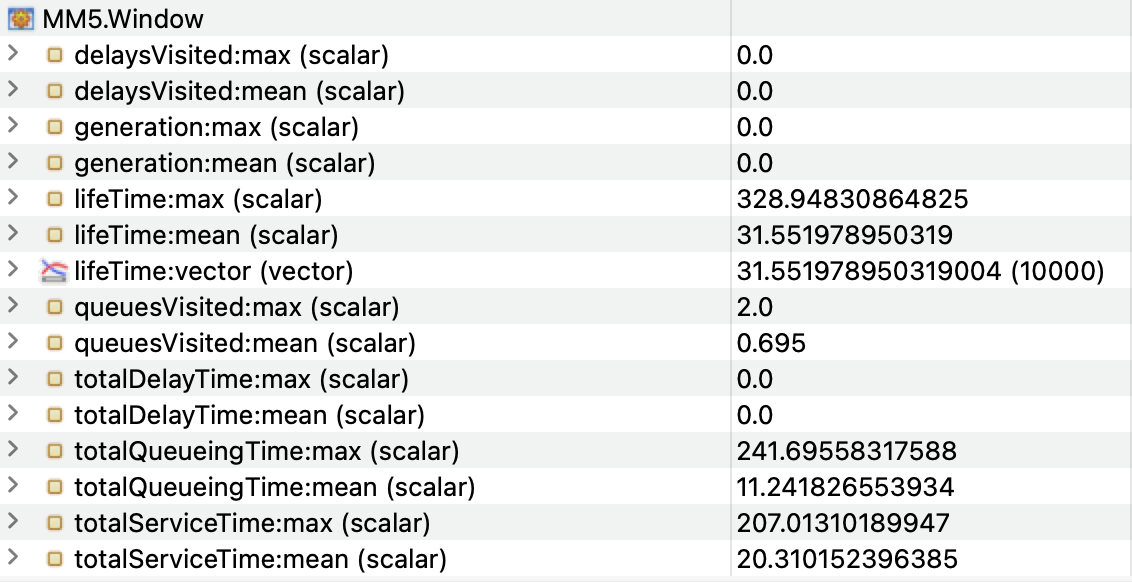 MM5.Window
delaysVisited:max (scalar) 0.0
delaysVisited:mean (scalar) 0.0
generation:max (scalar) 0.0
generation:mean (scalar) 0.0
lifeTime:max (scalar) 328.94830864825
lifeTime:mean (scalar) 31.551978950319
lifeTime:vector (vector) 31.551978950319004 (10000)
queuesVisited:max (scalar) 2.0
queuesVisited:mean (scalar) 0.695
totalDelayTime:max (scalar) 0.0
totalDelayTime:mean (scalar) 0.0
totalQueueingTime:max (scalar) 241.69558317588
totalQueueingTime:mean (scalar) 11.241826553934
totalServiceTime:max (scalar) 207.01310189947
totalServiceTime:mean (scalar) 20.310152396385